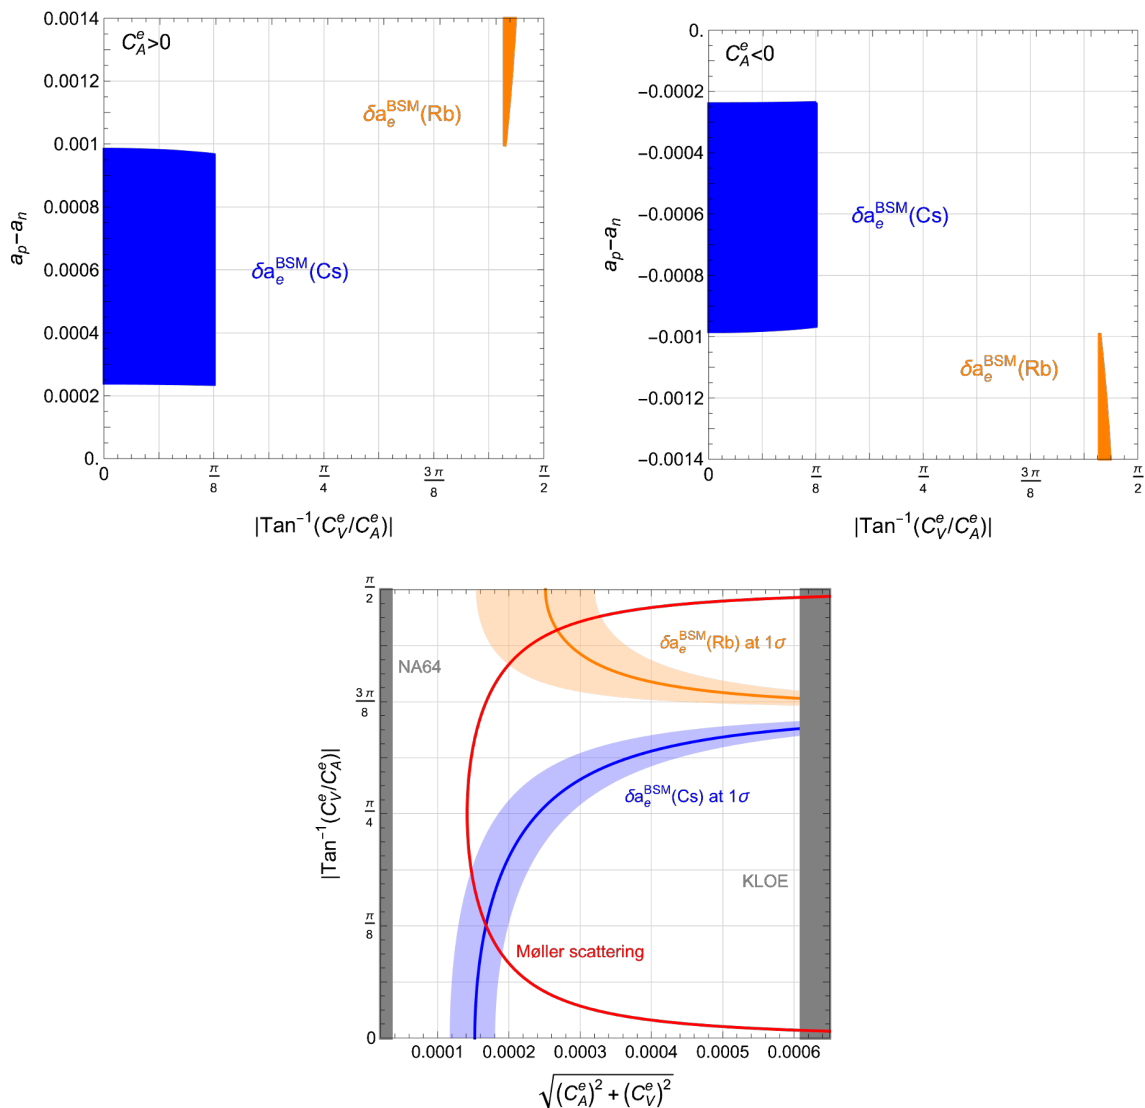 0.0014
C_A^e>0
0.0012
δa_e^BSM(Rb)
0.001
0.0008
a_p−a_n
δa_e^BSM(Cs)
0.0006
0.0004
0.0002
0.
0 π/8 π/4 3π/8 π/2
|Tan⁻¹(C_V^e/C_A^e)|
0.
C_A^e<0
−0.0002
−0.0004
δa_e^BSM(Cs)
−0.0006
a_p−a_n
−0.0008
−0.001
δa_e^BSM(Rb)
−0.0012
−0.0014
0 π/8 π/4 3π/8 π/2
|Tan⁻¹(C_V^e/C_A^e)|
π/2
δa_e^BSM(Rb) at 1σ
NA64
3π/8
|Tan⁻¹(C_V^e/C_A^e)|
δa_e^BSM(Cs) at 1σ
π/4
KLOE
π/8
Møller scattering
0
0.0001 0.0002 0.0003 0.0004 0.0005 0.0006
√((C_A^e)²+(C_V^e)²)